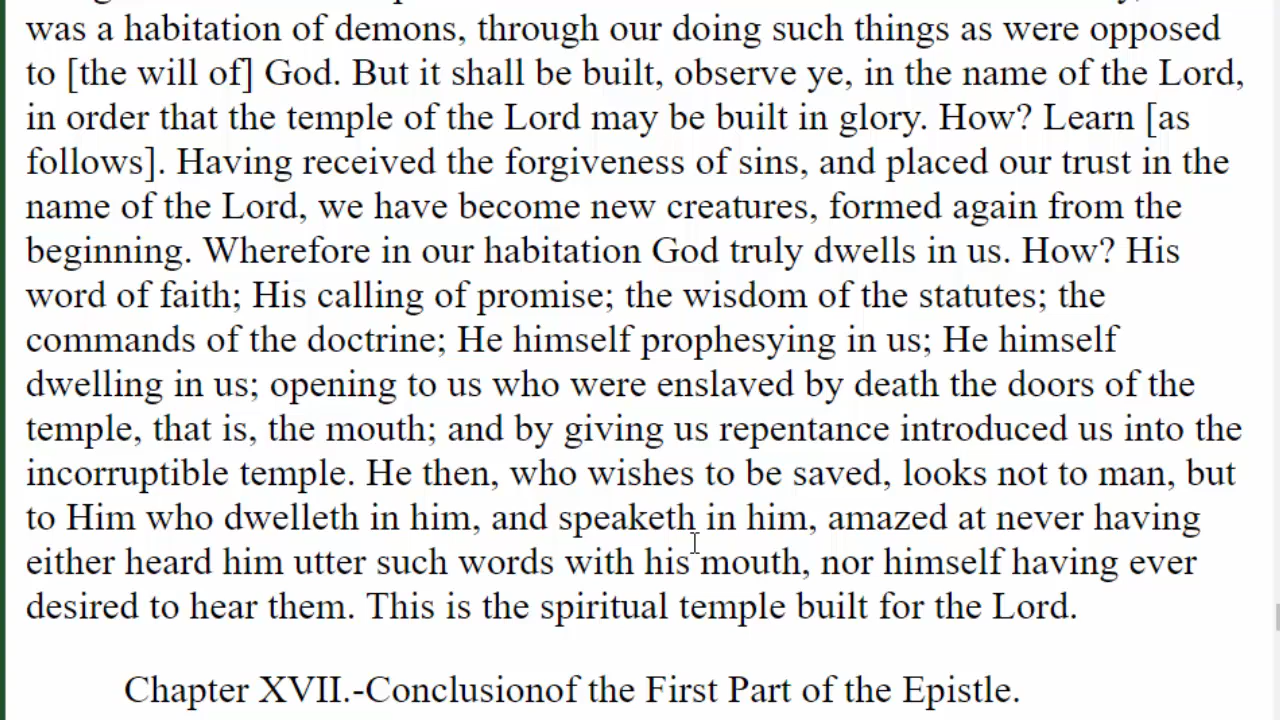 was a habitation of demons, through our doing such things as were opposed
to [the will of] God. But it shall be built, observe ye, in the name of the Lord,
in order that the temple of the Lord may be built in glory. How? Learn [as
follows]. Having received the forgiveness of sins, and placed our trust in the
name of the Lord, we have become new creatures, formed again from the
beginning. Wherefore in our habitation God truly dwells in us. How? His
word of faith; His calling of promise; the wisdom of the statutes; the
commands of the doctrine; He himself prophesying in us; He himself
dwelling in us; opening to us who were enslaved by death the doors of the
temple, that is, the mouth; and by giving us repentance introduced us into the
incorruptible temple. He then, who wishes to be saved, looks not to man, but
to Him who dwelleth in him, and speaketh in him, amazed at never having
either heard him utter such words with his mouth, nor himself having ever
desired to hear them. This is the spiritual temple built for the Lord.
Chapter XVII.-Conclusionof the First Part of the Epistle.